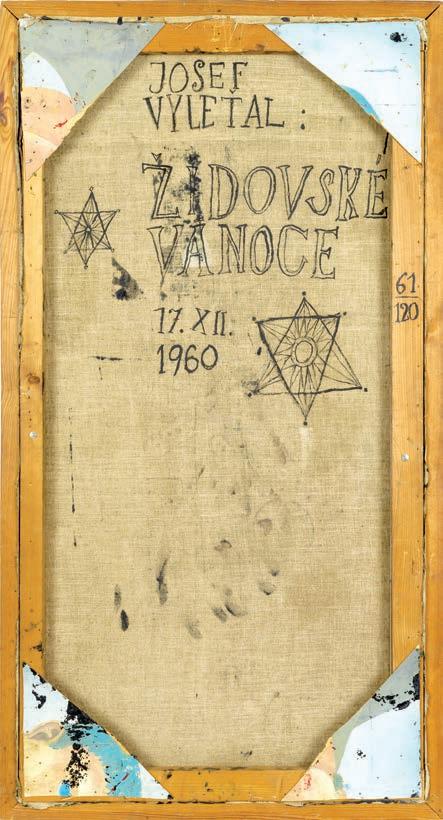 JOSEF
VYLEŤAL :
ŽIDOVSKÉ
VÁNOCE
17. XII.
1960
61
120